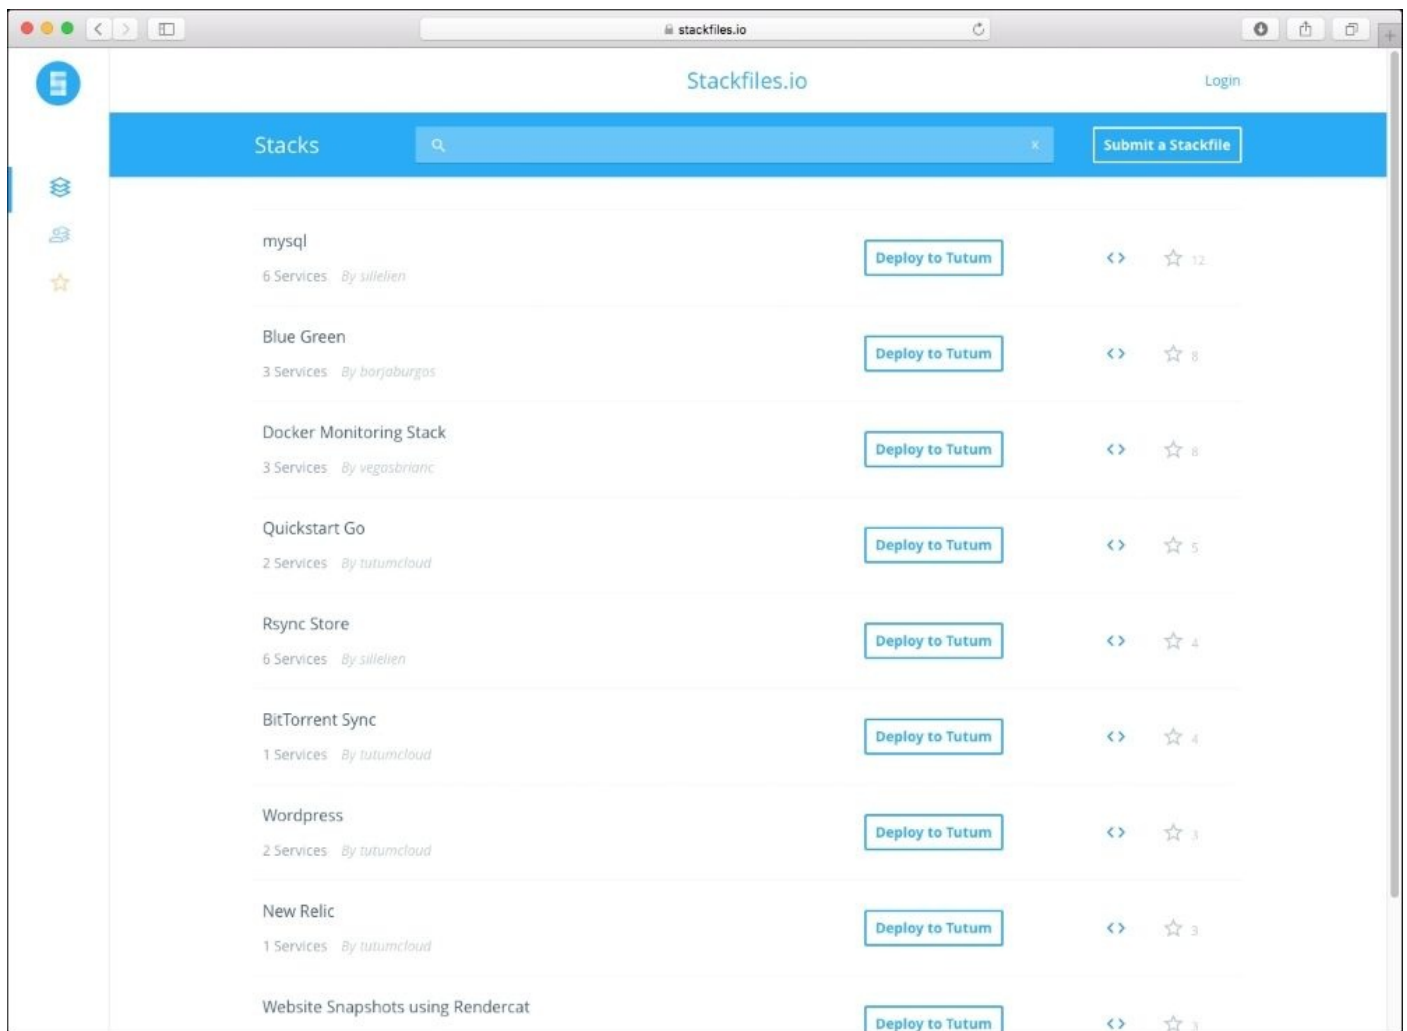 stackfiles.io
Stackfiles.io
Login
Stacks
x
Submit a Stackfile
mysql
6 Services By sillelien
Deploy to Tutum
<> 12
Blue Green
3 Services By borjaburgos
Deploy to Tutum
<> 8
Docker Monitoring Stack
3 Services By vegasbrianc
Deploy to Tutum
<> 8
Quickstart Go
2 Services By tutumcloud
Deploy to Tutum
<> 5
Rsync Store
6 Services By sillelien
Deploy to Tutum
<> 4
BitTorrent Sync
1 Services By tutumcloud
Deploy to Tutum
<> 4
Wordpress
2 Services By tutumcloud
Deploy to Tutum
<> 3
New Relic
1 Services By tutumcloud
Deploy to Tutum
<> 3
Website Snapshots using Rendercat
Deploy to Tutum
<> 3